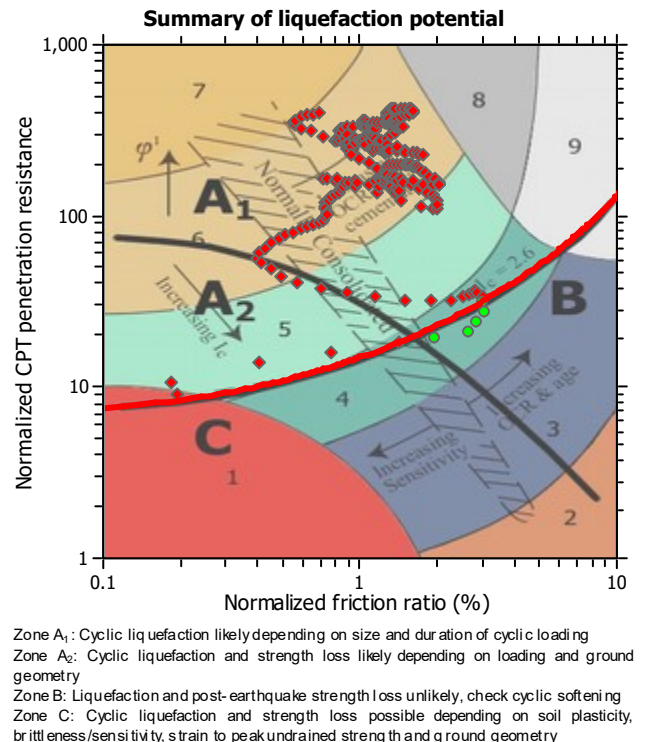 Summary of liquefaction potential
1,000
100
10
1
Normalized CPT penetration resistance
7
8
9
φ'
A1
Normally Consolidated
OCR
cement
6
A2
Increasing Ic
5
Ic = 2.6
B
4
Increasing
OCR & age
3
Increasing
Sensitivity
C
1
2
0.1
1
10
Normalized friction ratio (%)
Zone A1: Cyclic liquefaction likely depending on size and duration of cyclic loading
Zone A2: Cyclic liquefaction and strength loss likely depending on loading and ground
geometry
Zone B: Liquefaction and post-earthquake strength loss unlikely, check cyclic softening
Zone C: Cyclic liquefaction and strength loss possible depending on soil plasticity,
brittleness/sensitivity, strain to peak undrained strength and ground geometry